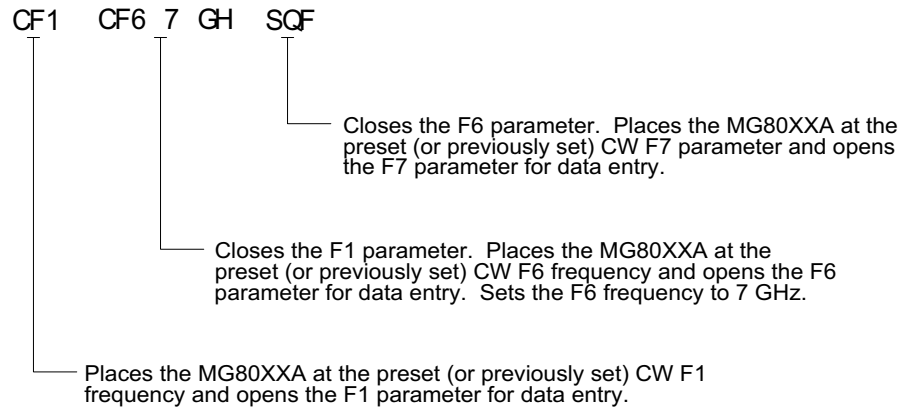 CF1 CF6 7 GH SQF
Closes the F6 parameter. Places the MG80XXA at the
preset (or previously set) CW F7 parameter and opens
the F7 parameter for data entry.
Closes the F1 parameter. Places the MG80XXA at the
preset (or previously set) CW F6 frequency and opens the F6
parameter for data entry. Sets the F6 frequency to 7 GHz.
Places the MG80XXA at the preset (or previously set) CW F1
frequency and opens the F1 parameter for data entry.